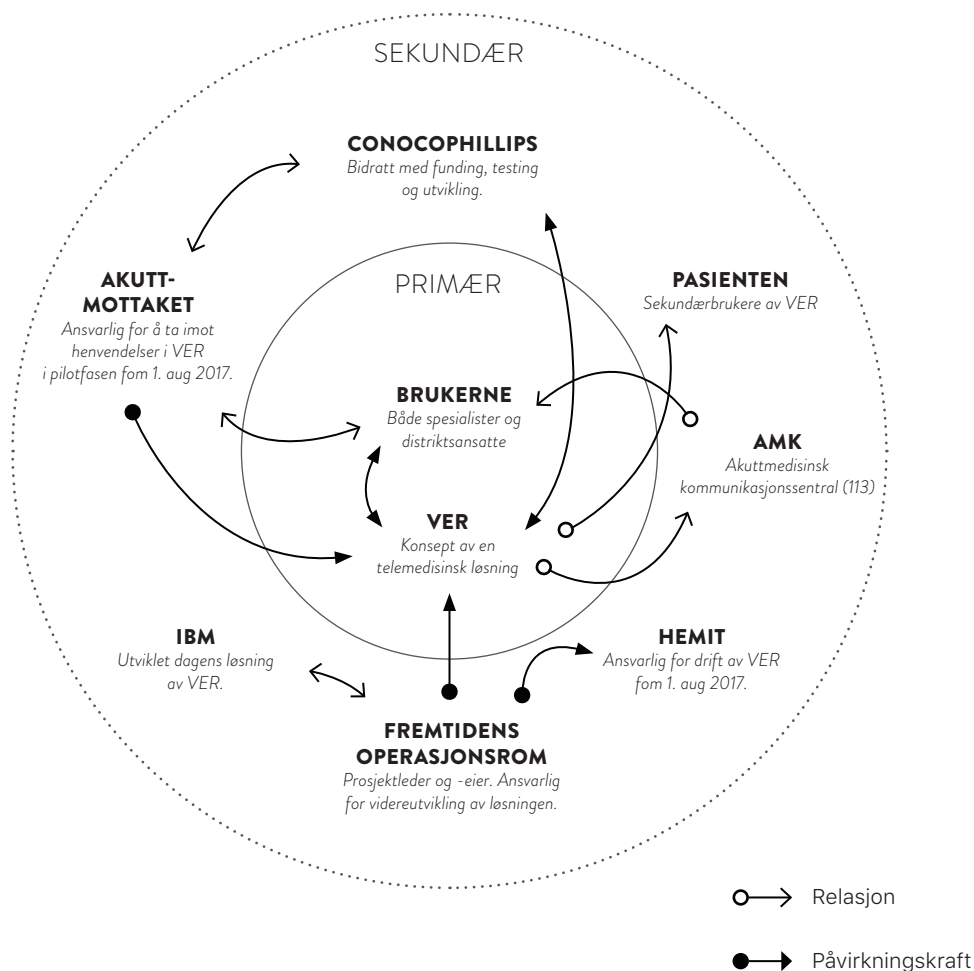 SEKUNDÆR
CONOCOPHILLIPS
Bidratt med funding, testing
og utvikling.
AKUTT-
MOTTAKET
Ansvarlig for å ta imot
henvendelser i VER
i pilotfasen fom 1. aug 2017.
PRIMÆR
PASIENTEN
Sekundærbrukere av VER
BRUKERNE
Både spesialister og
distriktsansatte
AMK
Akuttmedisinsk
kommunikasjonssentral (113)
VER
Konsept av en
telemedisinsk løsning
IBM
Utviklet dagens løsning
av VER.
HEMIT
Ansvarlig for drift av VER
fom 1. aug 2017.
FREMTIDENS
OPERASJONSROM
Prosjektleder og -eier. Ansvarlig
for videreutvikling av løsningen.
Relasjon
Påvirkningskraft